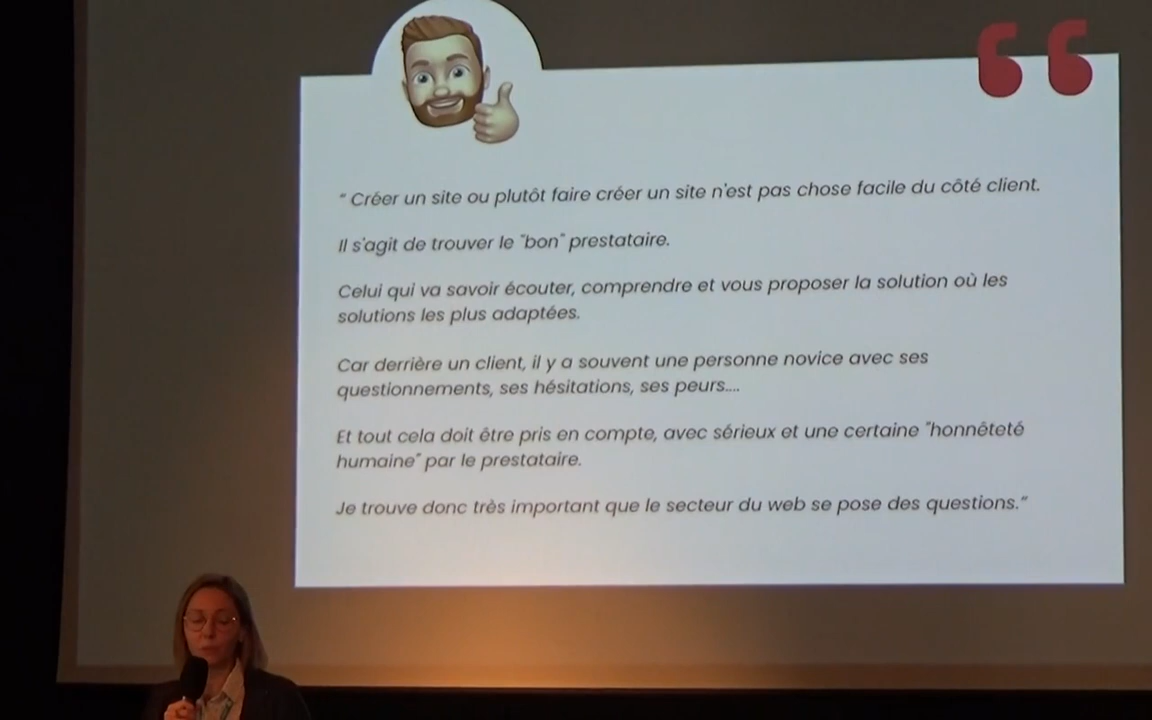 “ Créer un site ou plutôt faire créer un site n'est pas chose facile du côté client.
Il s'agit de trouver le "bon" prestataire.
Celui qui va savoir écouter, comprendre et vous proposer la solution où les
solutions les plus adaptées.
Car derrière un client, il y a souvent une personne novice avec ses
questionnements, ses hésitations, ses peurs....
Et tout cela doit être pris en compte, avec sérieux et une certaine "honnêteté
humaine" par le prestataire.
Je trouve donc très important que le secteur du web se pose des questions.”